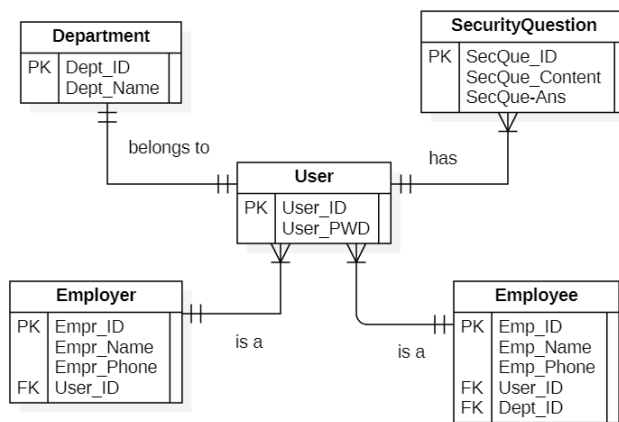 Department
PK Dept_ID
Dept_Name
SecurityQuestion
PK SecQue_ID
SecQue_Content
SecQue-Ans
belongs to
has
User
PK User_ID
User_PWD
Employer
PK Empr_ID
Empr_Name
Empr_Phone
FK User_ID
is a
is a
Employee
PK Emp_ID
Emp_Name
Emp_Phone
FK User_ID
FK Dept_ID